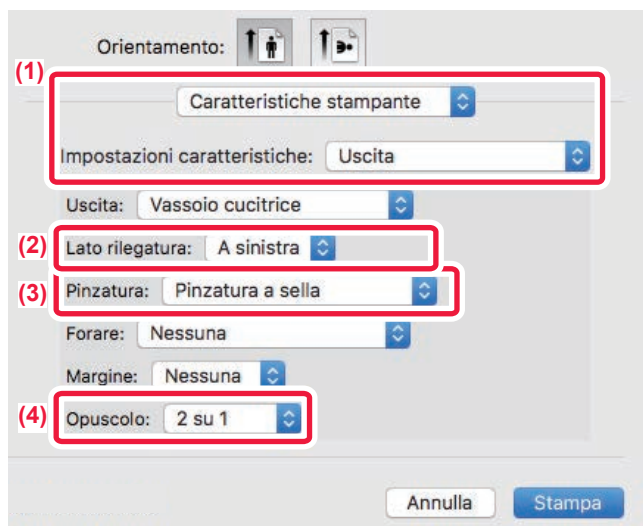 Orientamento:
(1)
Caratteristiche stampante
Impostazioni caratteristiche: Uscita
Uscita: Vassoio cucitrice
(2) Lato rilegatura: A sinistra
(3) Pinzatura: Pinzatura a sella
Forare: Nessuna
Margine: Nessuna
(4) Opuscolo: 2 su 1
Annulla Stampa